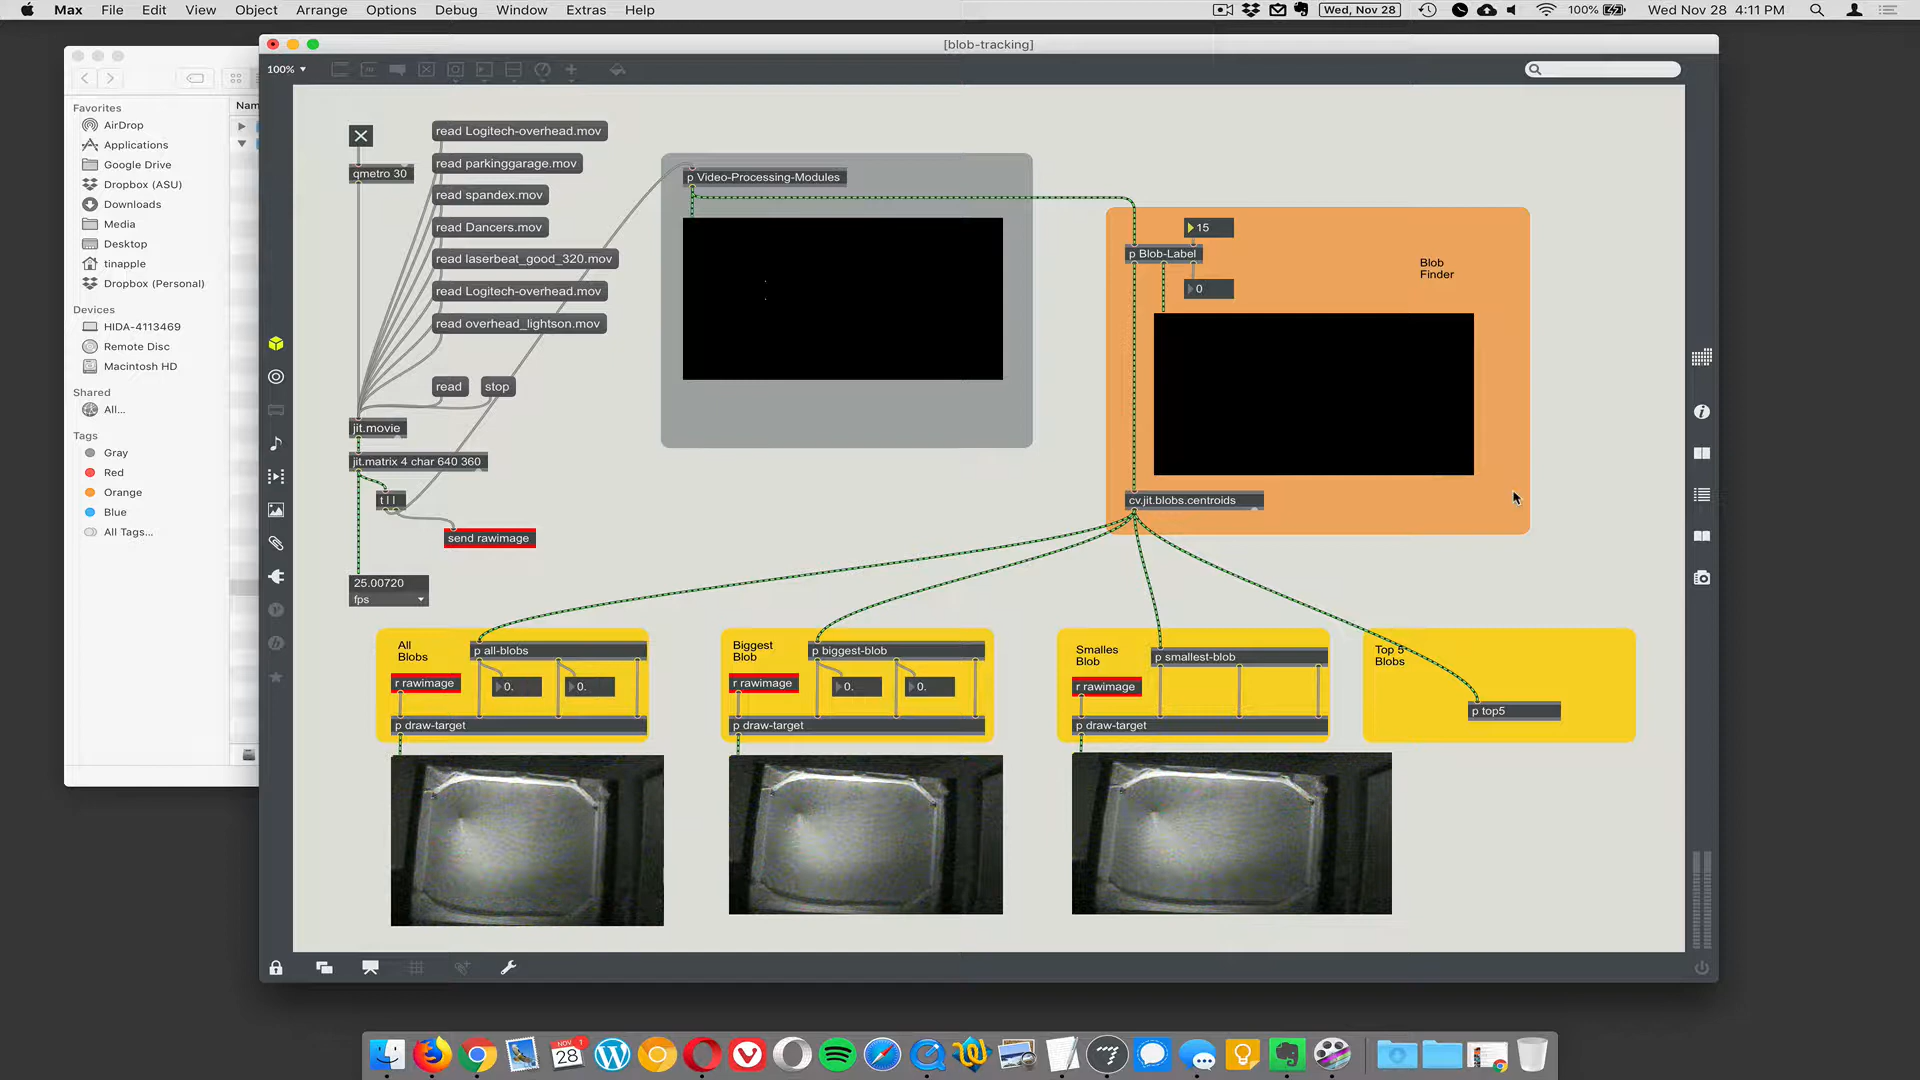 Max File Edit View Object Arrange Options Debug Window Extras Help
Wed, Nov 28
100%
Wed Nov 28 4:11 PM
[blob-tracking]
100%
Favorites
AirDrop
Applications
Google Drive
Dropbox (ASU)
Downloads
Media
Desktop
tinapple
Dropbox (Personal)
Devices
HIDA-4113469
Remote Disc
Macintosh HD
Shared
All...
Tags
Gray
Red
Orange
Blue
All Tags...
Nam
qmetro 30
read Logitech-overhead.mov
read parkinggarage.mov
read spandex.mov
read Dancers.mov
read laserbeat_good_320.mov
read Logitech-overhead.mov
read overhead_lightson.mov
read
stop
jit.movie
jit.matrix 4 char 640 360
t l l
send rawimage
25.00720
fps
p Video-Processing-Modules
15
p Blob-Label
0
Blob
Finder
cv.jit.blobs.centroids
All
Blobs
p all-blobs
r rawimage
0.
0.
p draw-target
Biggest
Blob
p biggest-blob
r rawimage
0.
0.
p draw-target
Smalles
Blob
p smallest-blob
r rawimage
p draw-target
Top 5
Blobs
p top5
NOV
28
1